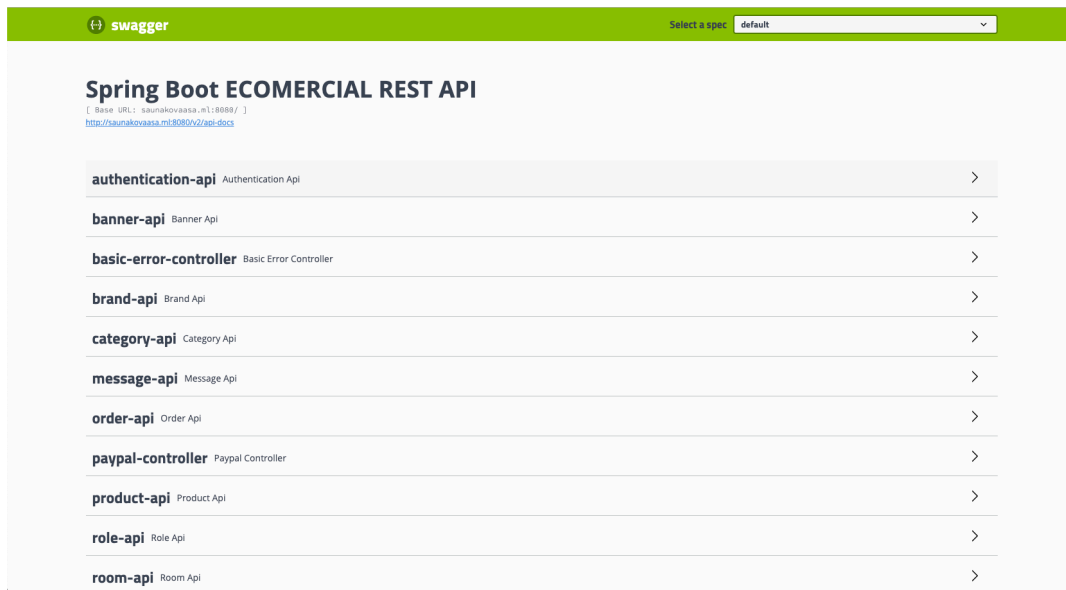 swagger Select a spec default
Spring Boot ECOMERCIAL REST API
[ Base URL: saunakovaasa.ml:8080/ ]
http://saunakovaasa.ml:8080/v2/api-docs
authentication-api Authentication Api
banner-api Banner Api
basic-error-controller Basic Error Controller
brand-api Brand Api
category-api Category Api
message-api Message Api
order-api Order Api
paypal-controller Paypal Controller
product-api Product Api
role-api Role Api
room-api Room Api